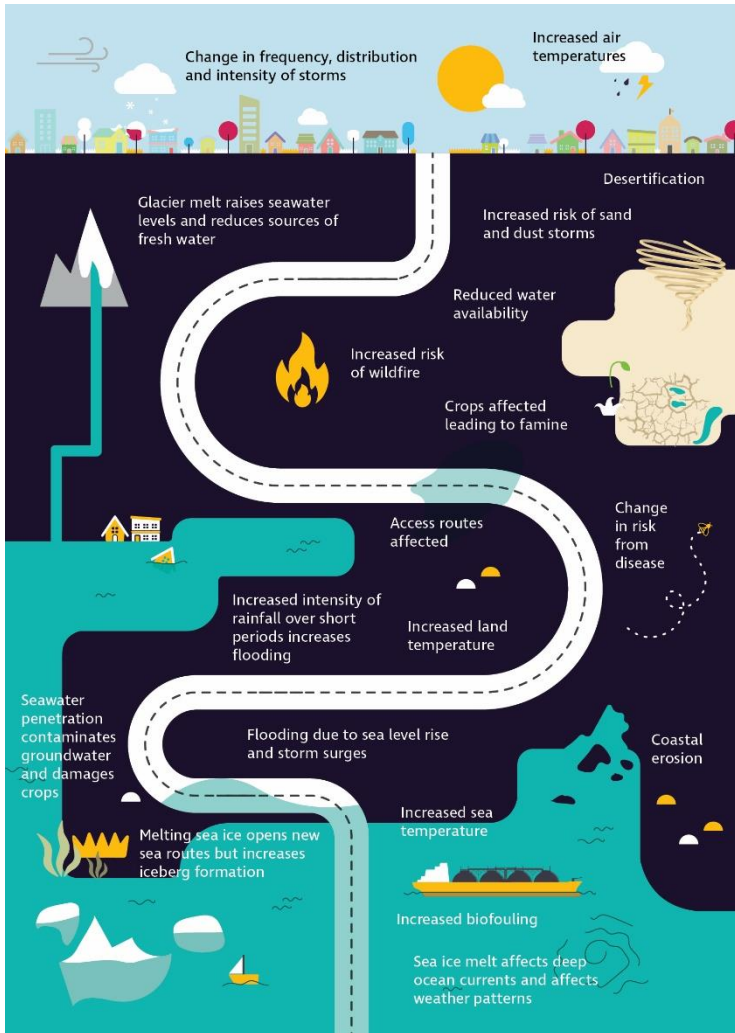 Change in frequency, distribution
and intensity of storms
Increased air
temperatures
Desertification
Glacier melt raises seawater
levels and reduces sources of
fresh water
Increased risk of sand
and dust storms
Reduced water
availability
Increased risk
of wildfire
Crops affected
leading to famine
Access routes
affected
Change
in risk
from
disease
Increased intensity of
rainfall over short
periods increases
flooding
Increased land
temperature
Seawater
penetration
contaminates
groundwater
and damages
crops
Flooding due to sea level rise
and storm surges
Coastal
erosion
Increased sea
temperature
Melting sea ice opens new
sea routes but increases
iceberg formation
Increased biofouling
Sea ice melt affects deep
ocean currents and affects
weather patterns